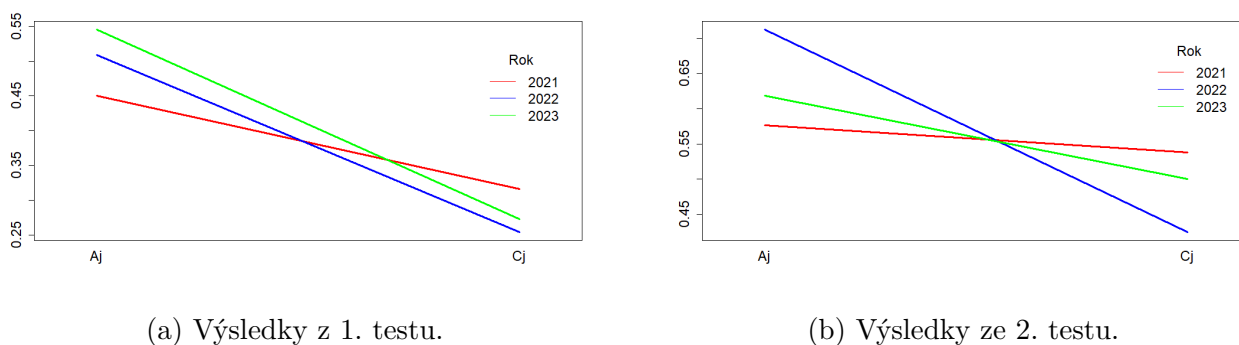 0.55
0.45
0.35
0.25
Rok
2021
2022
2023
Aj
Cj
(a) Výsledky z 1. testu.
0.65
0.55
0.45
Rok
2021
2022
2023
Aj
Cj
(b) Výsledky ze 2. testu.